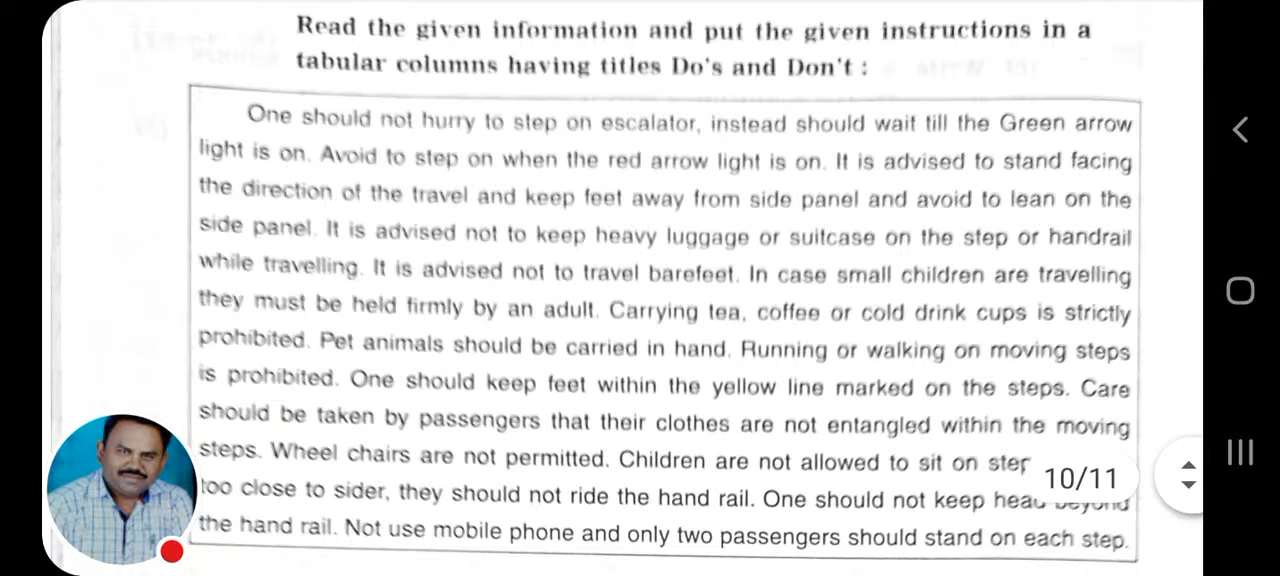 Read the given information and put the given instructions in a
tabular columns having titles Do's and Don't :
One should not hurry to step on escalator, instead should wait till the Green arrow
light is on. Avoid to step on when the red arrow light is on. It is advised to stand facing
the direction of the travel and keep feet away from side panel and avoid to lean on the
side panel. It is advised not to keep heavy luggage or suitcase on the step or handrail
while travelling. It is advised not to travel barefeet. In case small children are travelling
they must be held firmly by an adult. Carrying tea, coffee or cold drink cups is strictly
prohibited. Pet animals should be carried in hand. Running or walking on moving steps
is prohibited. One should keep feet within the yellow line marked on the steps. Care
should be taken by passengers that their clothes are not entangled within the moving
steps. Wheel chairs are not permitted. Children are not allowed to sit on
10/11
too close to sider, they should not ride the hand rail. One should not keep head beyond
the hand rail. Not use mobile phone and only two passengers should stand on each step.